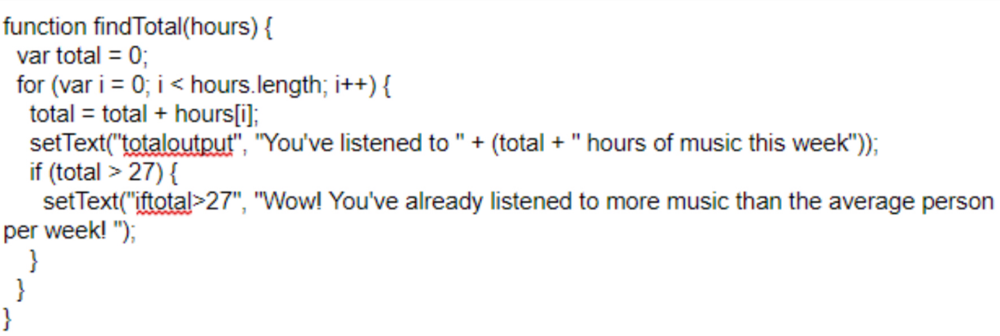 function findTotal(hours) {
var total = 0;
for (var i = 0; i < hours.length; i++) {
total = total + hours[i];
setText("totaloutput", "You've listened to " + (total + " hours of music this week"));
if (total > 27) {
setText("iftotal>27", "Wow! You've already listened to more music than the average person
per week! ");
}
}
}